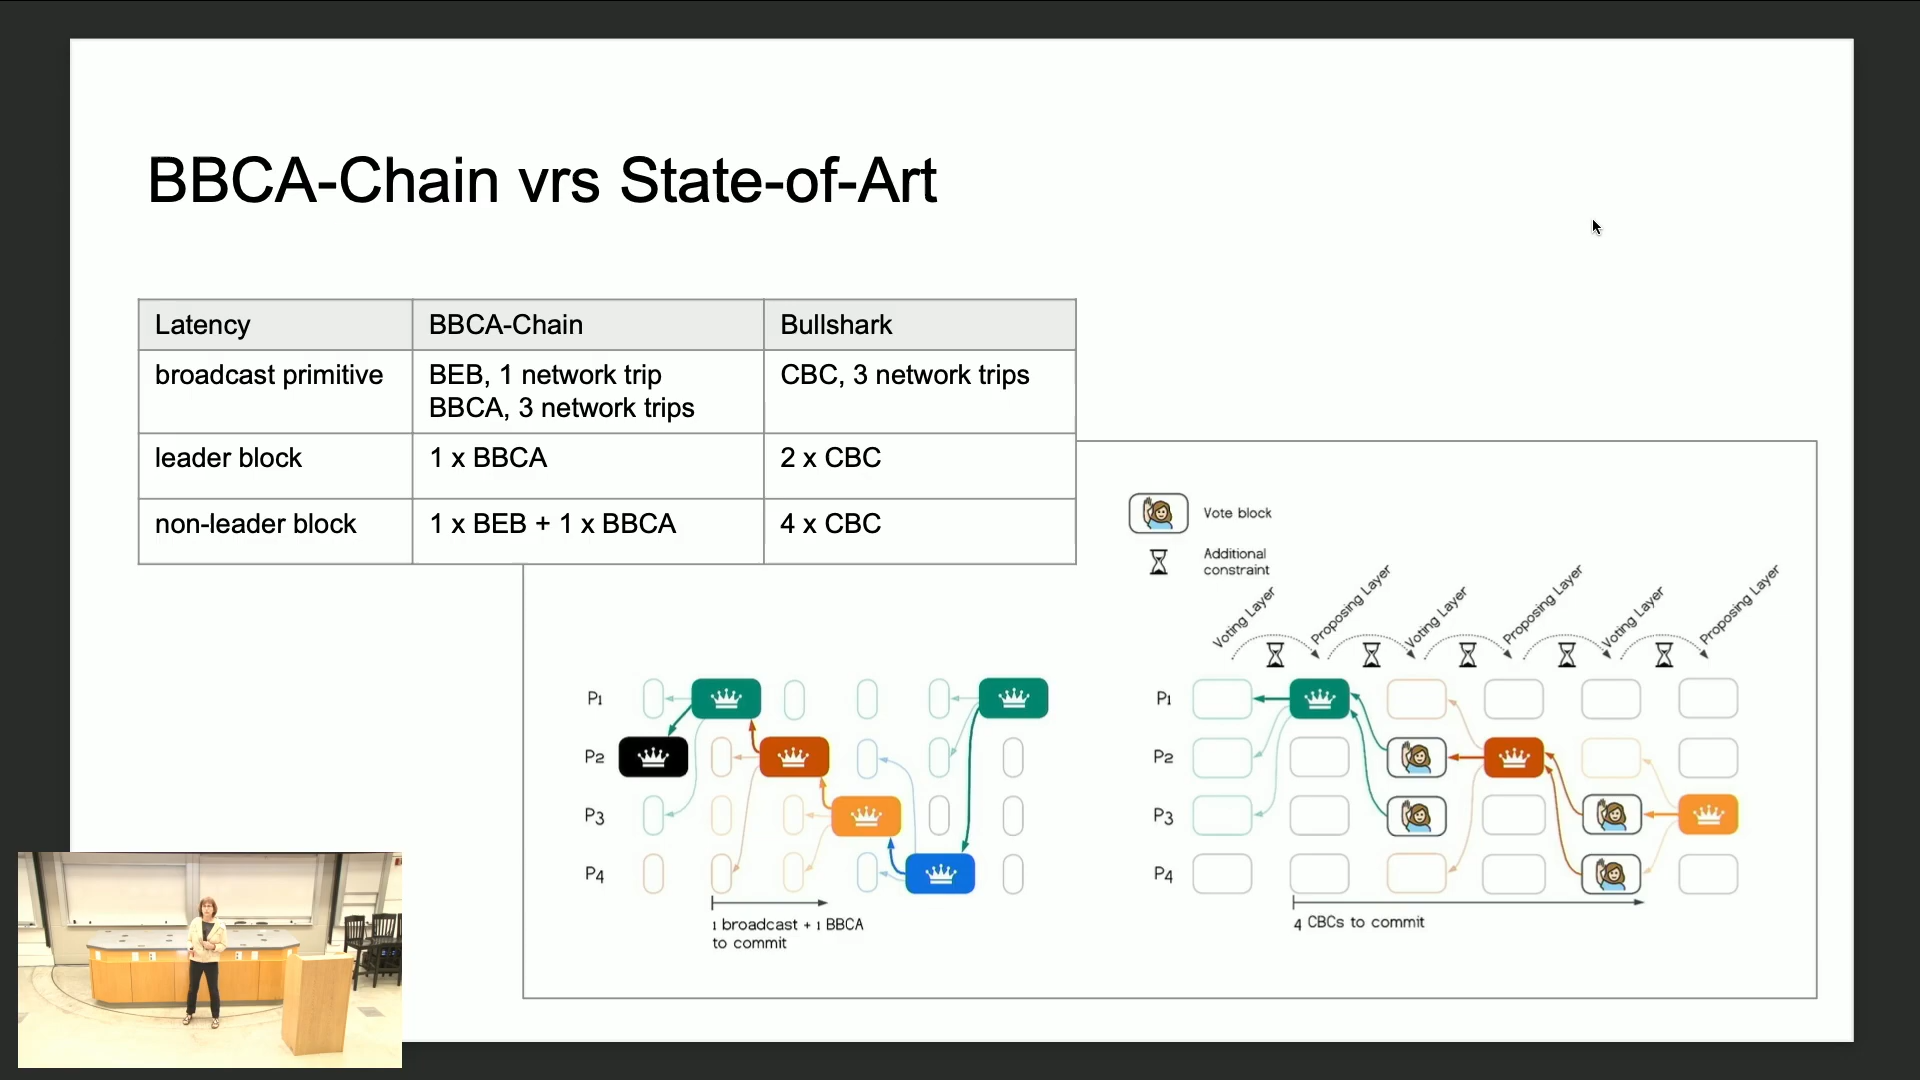 BBCA-Chain vrs State-of-Art
Latency BBCA-Chain Bullshark
broadcast primitive BEB, 1 network trip CBC, 3 network trips
BBCA, 3 network trips
leader block 1 x BBCA 2 x CBC
non-leader block 1 x BEB + 1 x BBCA 4 x CBC
Vote block
Additional
constraint
Voting Layer Proposing Layer Voting Layer Proposing Layer Voting Layer Proposing Layer
P1
P2
P3
P4
1 broadcast + 1 BBCA
to commit
P1
P2
P3
P4
4 CBCs to commit